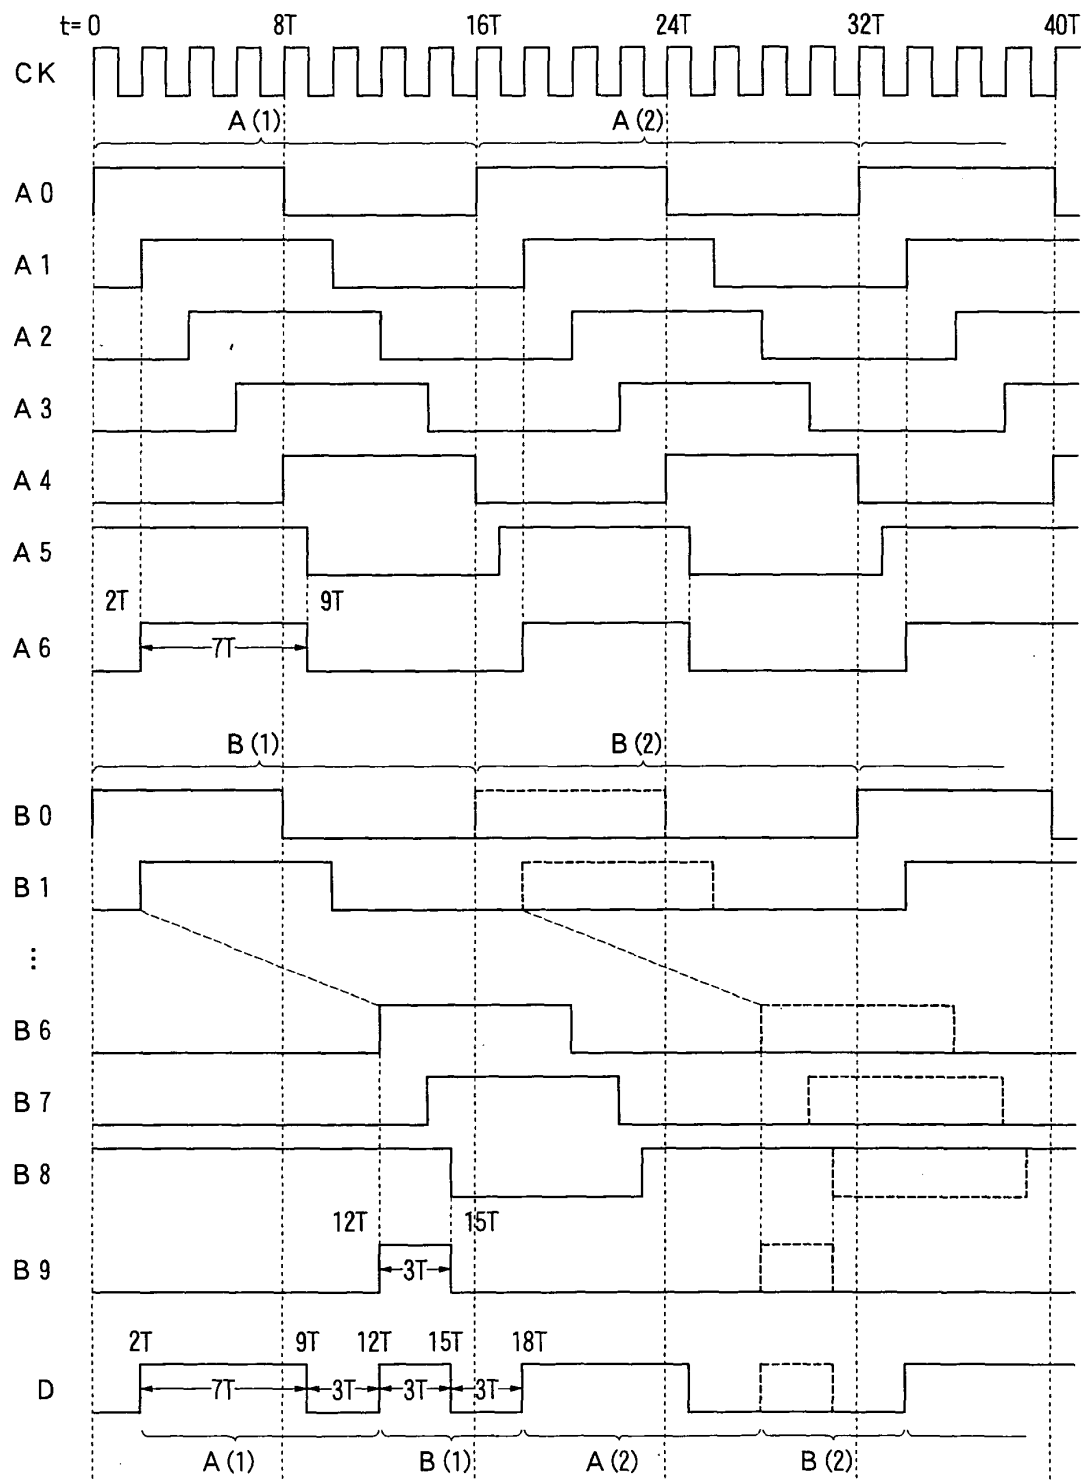 t= 0 8T 16T 24T 32T 40T
CK
A (1) A (2)
A 0
A 1
A 2
A 3
A 4
A 5
2T 9T
A 6 7T
B (1) B (2)
B 0
B 1
⋮
B 6
B 7
B 8
12T 15T
B 9 3T
2T 9T 12T 15T 18T
D 7T 3T 3T 3T
A (1) B (1) A (2) B (2)